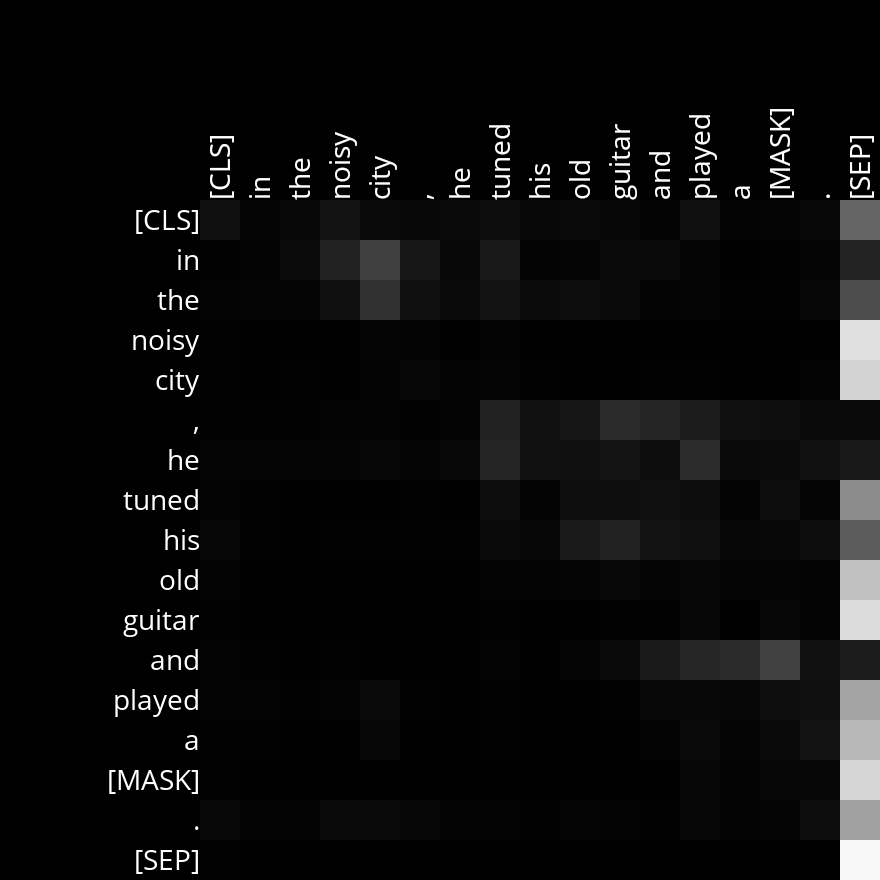 [CLS] in the noisy city , he tuned his old guitar and played a [MASK] . [SEP]
[CLS]
in
the
noisy
city
,
he
tuned
his
old
guitar
and
played
a
[MASK]
.
[SEP]